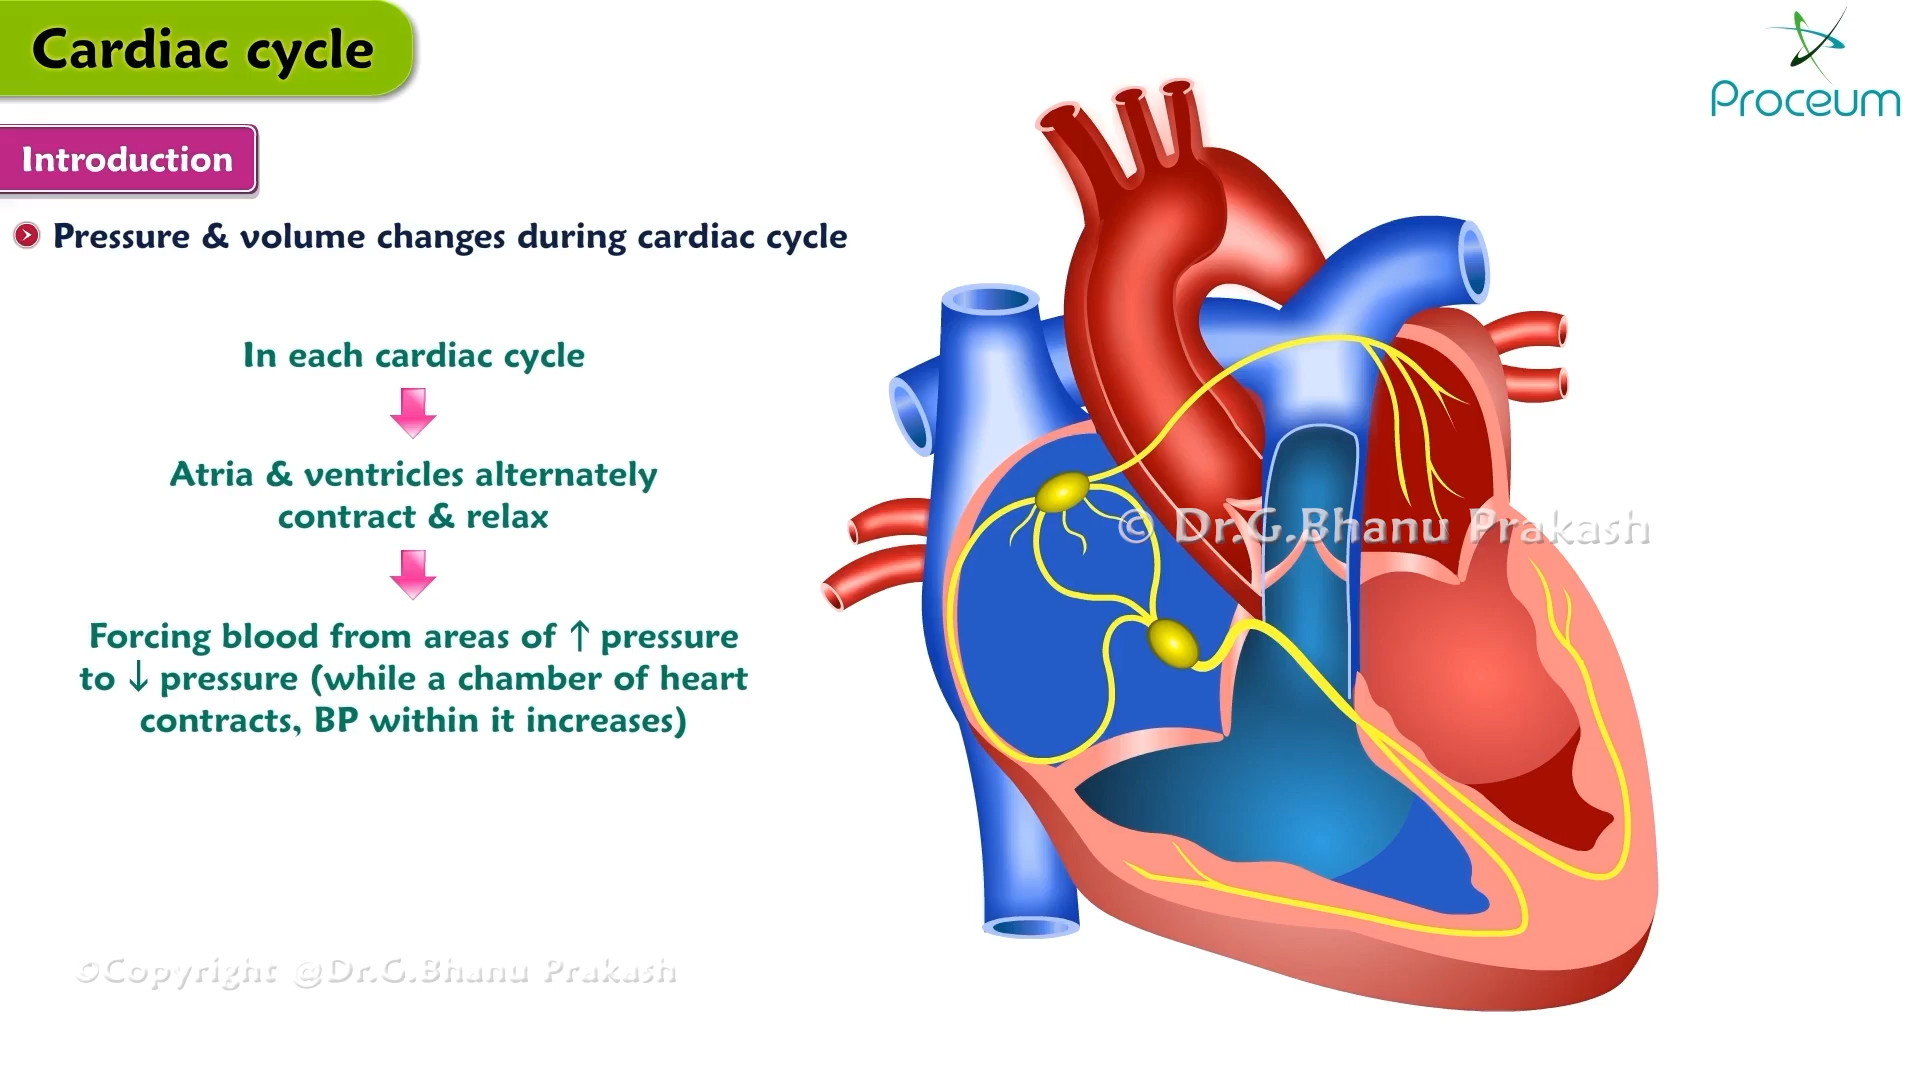 Cardiac cycle
Proceum
Introduction
Pressure & volume changes during cardiac cycle
In each cardiac cycle
Atria & ventricles alternately
contract & relax
© Dr.G.Bhanu Prakash
Forcing blood from areas of ↑ pressure
to ↓ pressure (while a chamber of heart
contracts, BP within it increases)
©Copyright @Dr.G.Bhanu Prakash